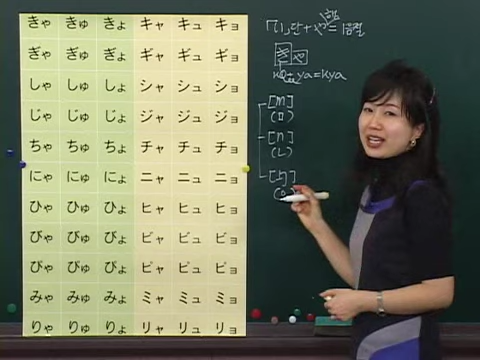 きゃ きゅ きょ キャ キュ キョ
ぎゃ ぎゅ ぎょ ギャ ギュ ギョ
しゃ しゅ しょ シャ シュ ショ
じゃ じゅ じょ ジャ ジュ ジョ
ちゃ ちゅ ちょ チャ チュ チョ
にゃ にゅ にょ ニャ ニュ ニョ
ひゃ ひゅ ひょ ヒャ ヒュ ヒョ
びゃ びゅ びょ ビャ ビュ ビョ
ぴゃ ぴゅ ぴょ ピャ ピュ ピョ
みゃ みゅ みょ ミャ ミュ ミョ
りゃ りゅ りょ リャ リュ リョ
き や
+ ya = kya
[m]
(ㅁ)
[n]
(ㄴ)
[ŋ]
(ㅇ)